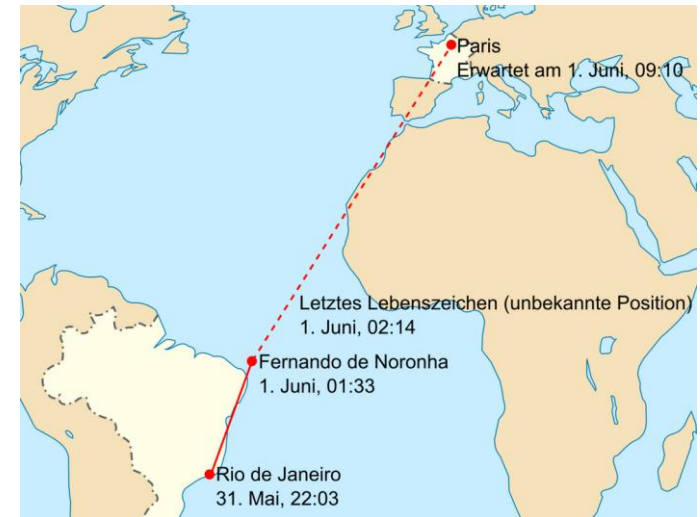 Paris
Erwartet am 1. Juni, 09:10
Letztes Lebenszeichen (unbekannte Position)
1. Juni, 02:14
Fernando de Noronha
1. Juni, 01:33
Rio de Janeiro
31. Mai, 22:03